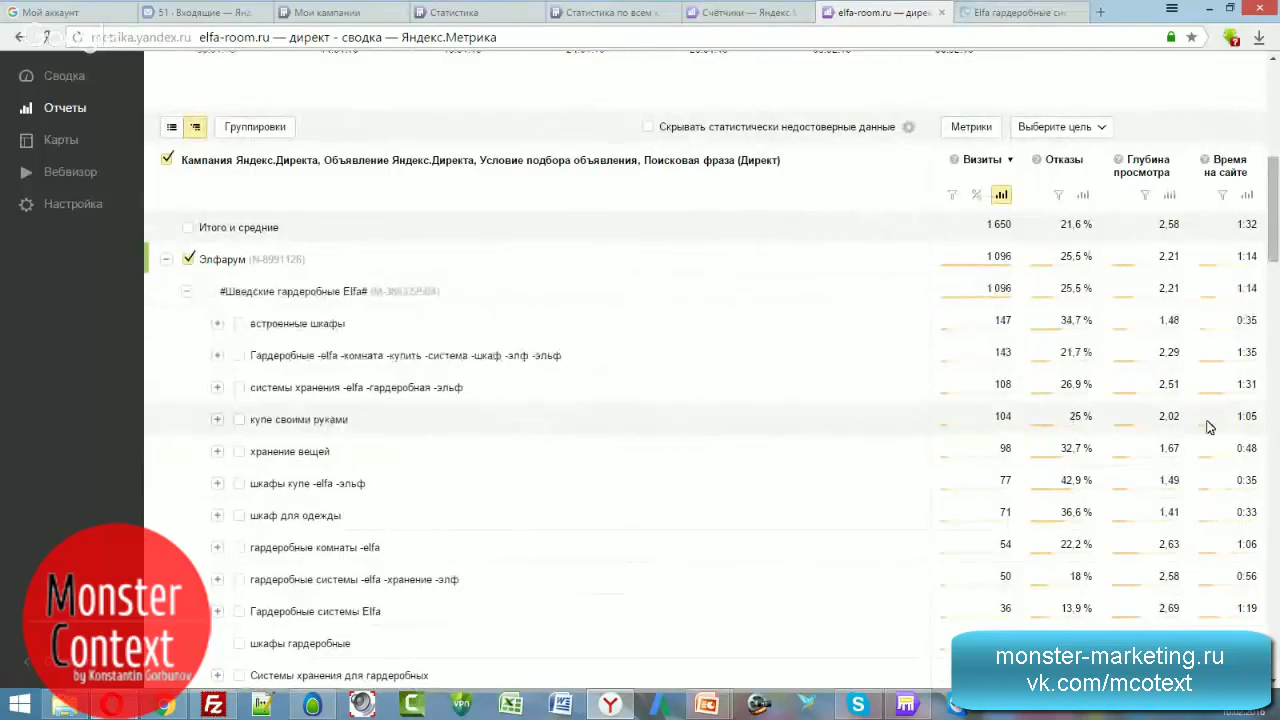 Мой аккаунт
Мои кампании
Статистика
Статистика по всем к
Счётчики — Яндекс.М
elfa-room.ru — дирек
Elfa гардеробные сис
elfa-room.ru — директ - сводка — Яндекс.Метрика
Сводка
Отчеты
Карты
Вебвизор
Настройка
Группировки
Скрывать статистически недостоверные данные
Метрики
Выберите цель
Кампания Яндекс.Директа, Объявление Яндекс.Директа, Условие подбора объявления, Поисковая фраза (Директ)
Визиты
Отказы
Глубина просмотра
Время на сайте
Итого и средние 1 650 21,6 % 2,58 1:32
Элфарум (N-8991126) 1 096 25,5 % 2,21 1:14
#Шведские гардеробные Elfa# 1 096 25,5 % 2,21 1:14
встроенные шкафы 147 34,7 % 1,48 0:35
Гардеробные -elfa -комната -купить -система -шкаф -элф -эльф 143 21,7 % 2,29 1:35
системы хранения -elfa -гардеробная -эльф 108 26,9 % 2,51 1:31
купе своими руками 104 25 % 2,02 1:05
хранение вещей 98 32,7 % 1,67 0:48
шкафы купе -elfa -эльф 77 42,9 % 1,49 0:35
шкаф для одежды 71 36,6 % 1,41 0:33
гардеробные комнаты -elfa 54 22,2 % 2,63 1:06
гардеробные системы -elfa -хранение -элф 50 18 % 2,58 0:56
Гардеробные системы Elfa 36 13,9 % 2,69 1:19
шкафы гардеробные
Системы хранения для гардеробных
Monster
Context
by Konstantin Gorbunov
monster-marketing.ru
vk.com/mcotext